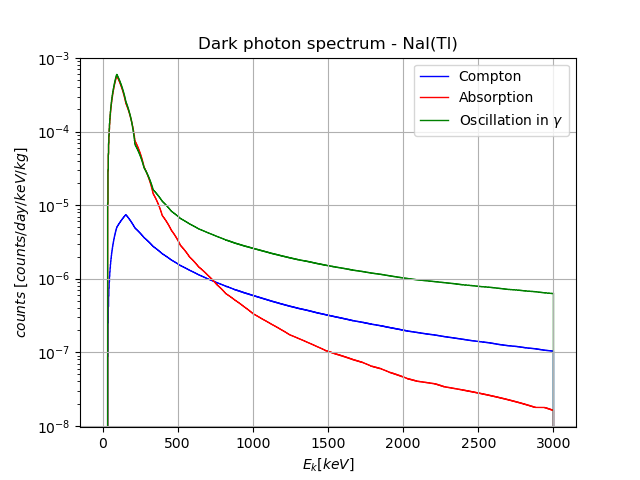 Dark photon spectrum - NaI(Tl)
counts [counts/day/keV/kg]
10⁻³
10⁻⁴
10⁻⁵
10⁻⁶
10⁻⁷
10⁻⁸
Compton
Absorption
Oscillation in γ
0 500 1000 1500 2000 2500 3000
Eₖ[keV]